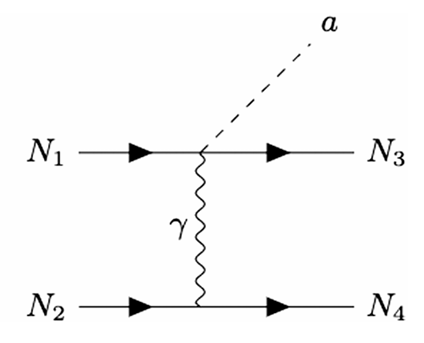 a
N₁ N₃
γ
N₂ N₄